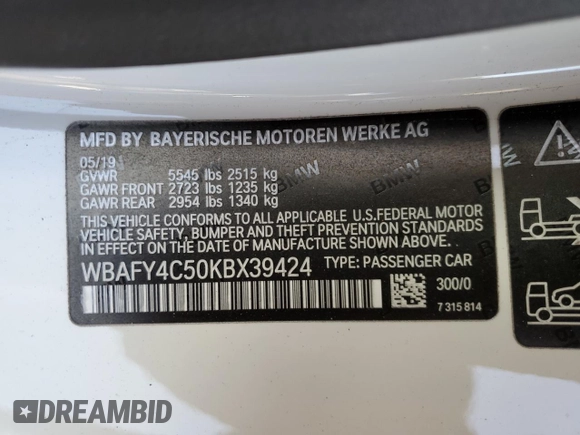 MFD BY BAYERISCHE MOTOREN WERKE AG
05/19
GVWR 5545 lbs 2515 kg
GAWR FRONT 2723 lbs 1235 kg
GAWR REAR 2954 lbs 1340 kg
THIS VEHICLE CONFORMS TO ALL APPLICABLE U.S.FEDERAL MOTOR
VEHICLE SAFETY, BUMPER AND THEFT PREVENTION STANDARDS
IN EFFECT ON THE DATE OF MANUFACTURE SHOWN ABOVE.
WBAFY4C50KBX39424 TYPE: PASSENGER CAR
300/0
7 315 814
BMW
BMW
DREAMBID